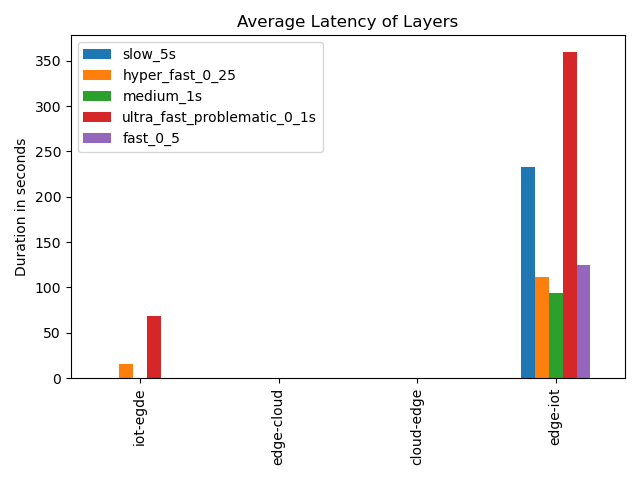 Average Latency of Layers
slow_5s
hyper_fast_0_25
medium_1s
ultra_fast_problematic_0_1s
fast_0_5
Duration in seconds
350
300
250
200
150
100
50
0
iot-egde
edge-cloud
cloud-edge
edge-iot